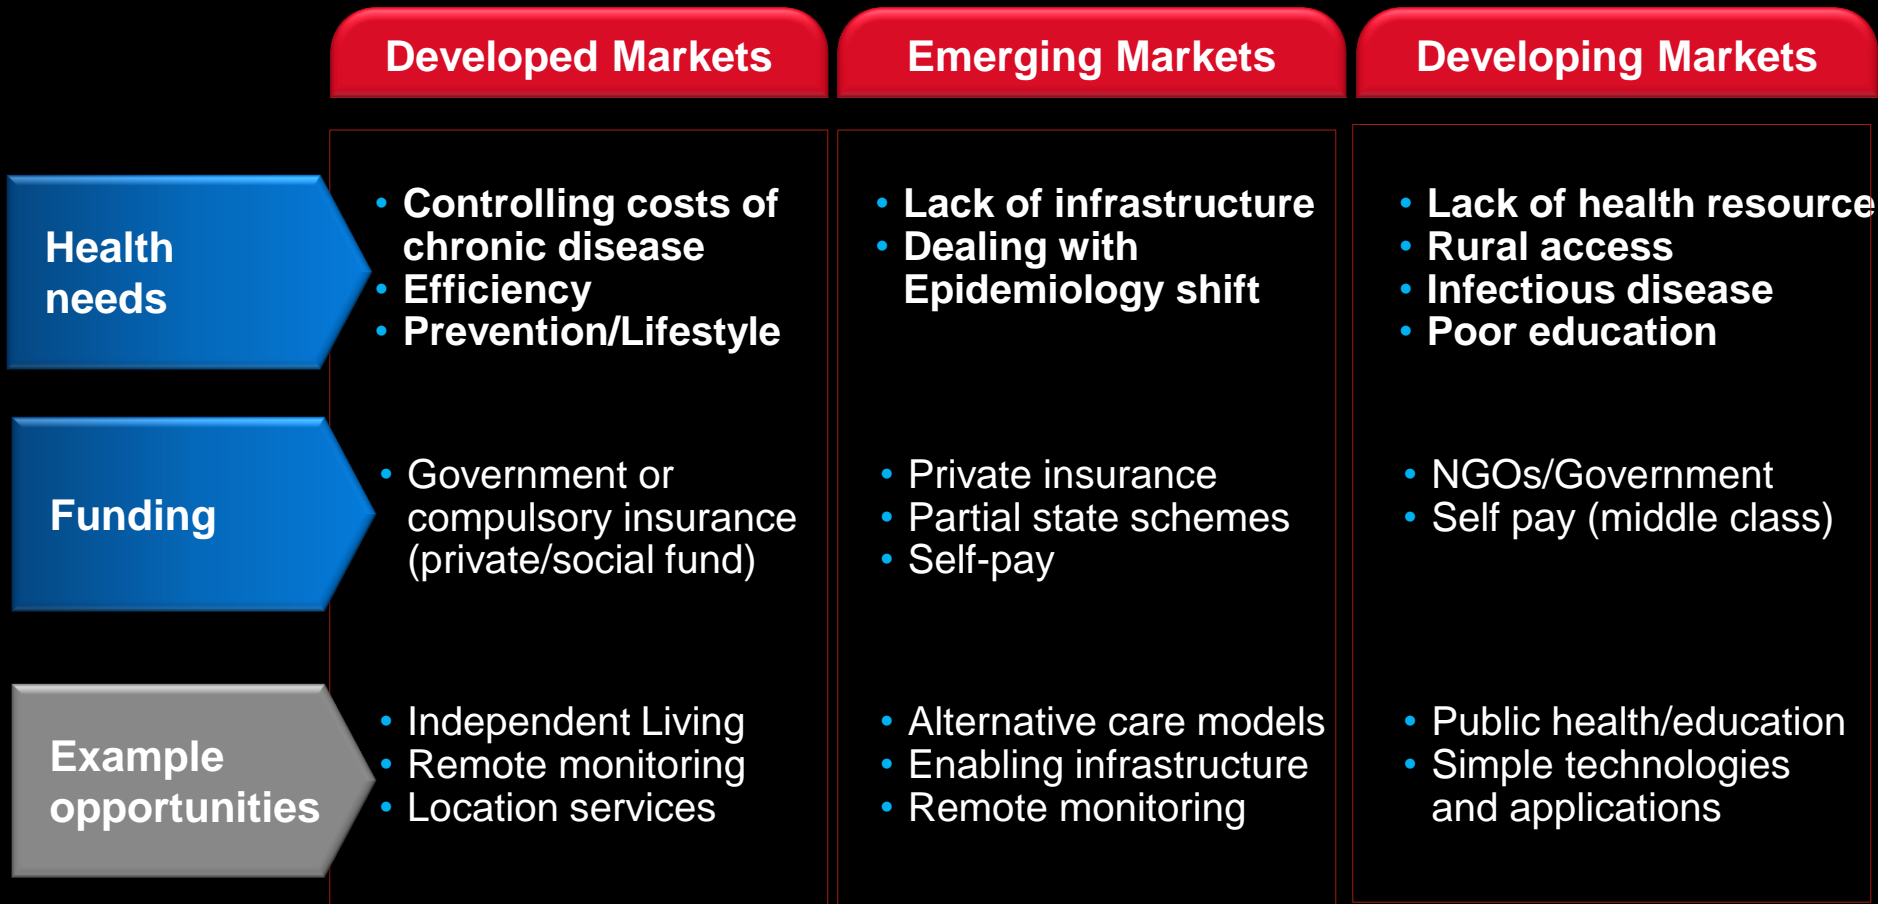 Developed Markets
Emerging Markets
Developing Markets
Health
needs
• Controlling costs of
chronic disease
• Efficiency
• Prevention/Lifestyle
• Lack of infrastructure
• Dealing with
Epidemiology shift
• Lack of health resource
• Rural access
• Infectious disease
• Poor education
Funding
• Government or
compulsory insurance
(private/social fund)
• Private insurance
• Partial state schemes
• Self-pay
• NGOs/Government
• Self pay (middle class)
Example
opportunities
• Independent Living
• Remote monitoring
• Location services
• Alternative care models
• Enabling infrastructure
• Remote monitoring
• Public health/education
• Simple technologies
and applications